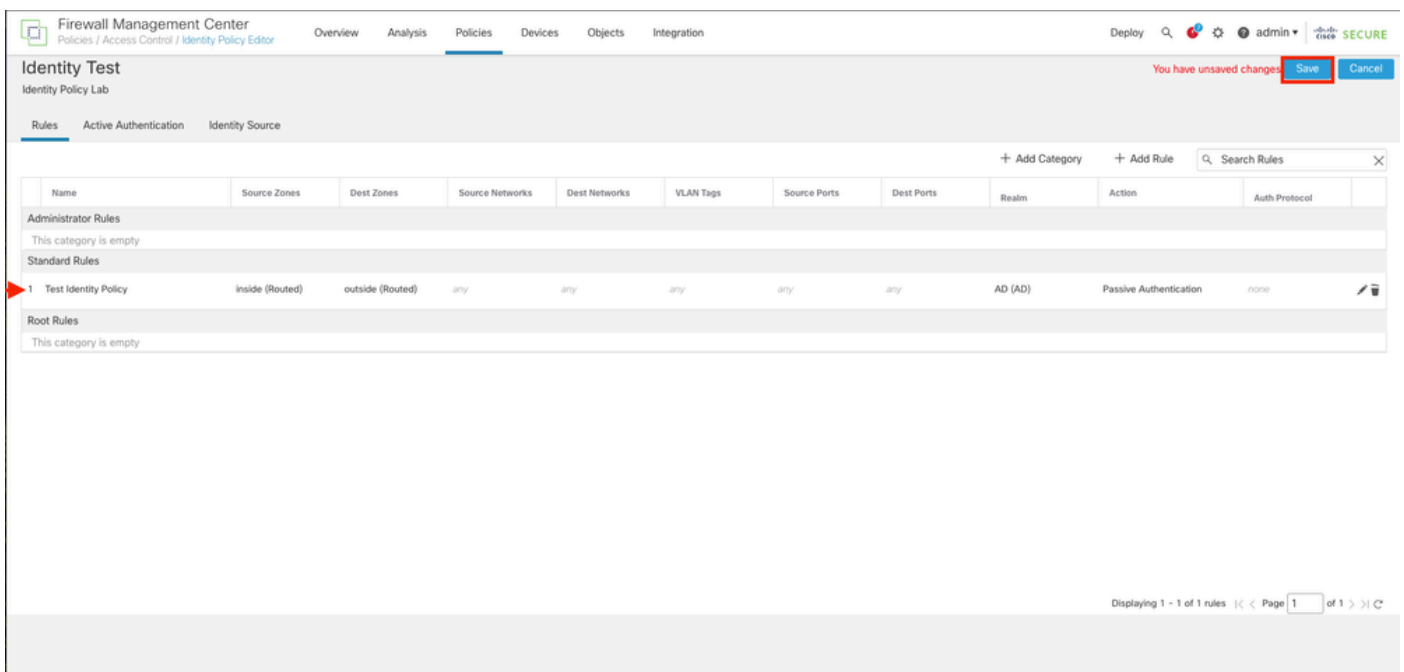 Firewall Management Center
Policies / Access Control / Identity Policy Editor
Overview Analysis Policies Devices Objects Integration Deploy admin
cisco SECURE
Identity Test
You have unsaved changes Save Cancel
Identity Policy Lab
Rules Active Authentication Identity Source
+ Add Category + Add Rule Search Rules
Name Source Zones Dest Zones Source Networks Dest Networks VLAN Tags Source Ports Dest Ports Realm Action Auth Protocol
Administrator Rules
This category is empty
Standard Rules
1 Test Identity Policy inside (Routed) outside (Routed) any any any any any AD (AD) Passive Authentication none
Root Rules
This category is empty
Displaying 1 - 1 of 1 rules |< < Page 1 of 1 > >| C